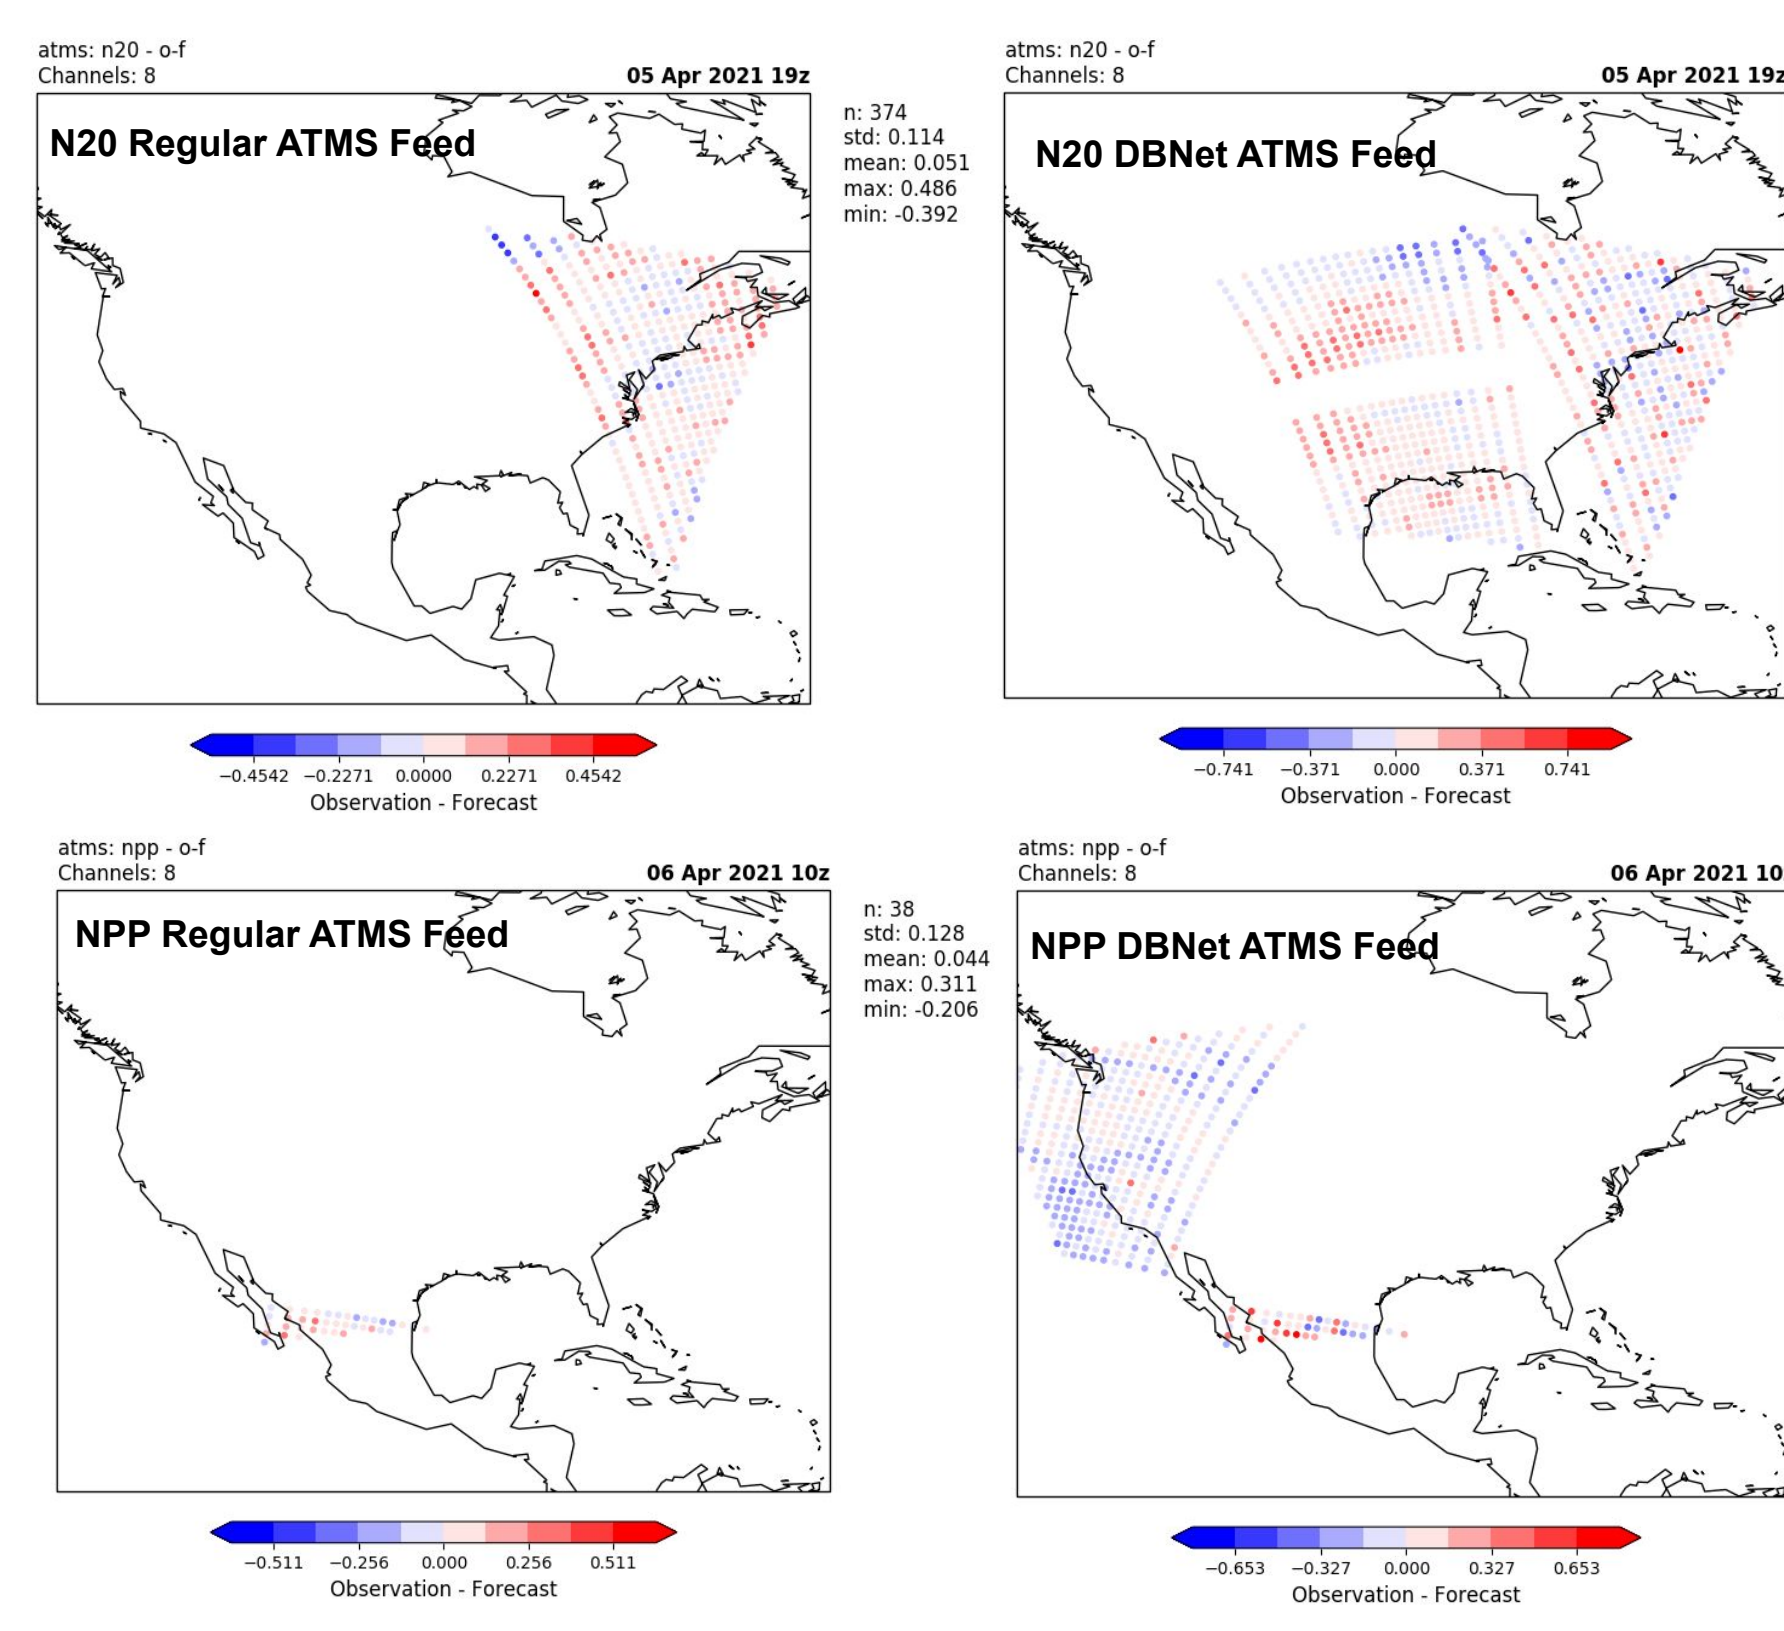 atms: n20 - o-f
Channels: 8
05 Apr 2021 19z
N20 Regular ATMS Feed
n: 374
std: 0.114
mean: 0.051
max: 0.486
min: -0.392
−0.4542 −0.2271 0.0000 0.2271 0.4542
Observation - Forecast
atms: n20 - o-f
Channels: 8
05 Apr 2021 19z
N20 DBNet ATMS Feed
−0.741 −0.371 0.000 0.371 0.741
Observation - Forecast
atms: npp - o-f
Channels: 8
06 Apr 2021 10z
NPP Regular ATMS Feed
n: 38
std: 0.128
mean: 0.044
max: 0.311
min: -0.206
−0.511 −0.256 0.000 0.256 0.511
Observation - Forecast
atms: npp - o-f
Channels: 8
06 Apr 2021 10
NPP DBNet ATMS Feed
−0.653 −0.327 0.000 0.327 0.653
Observation - Forecast